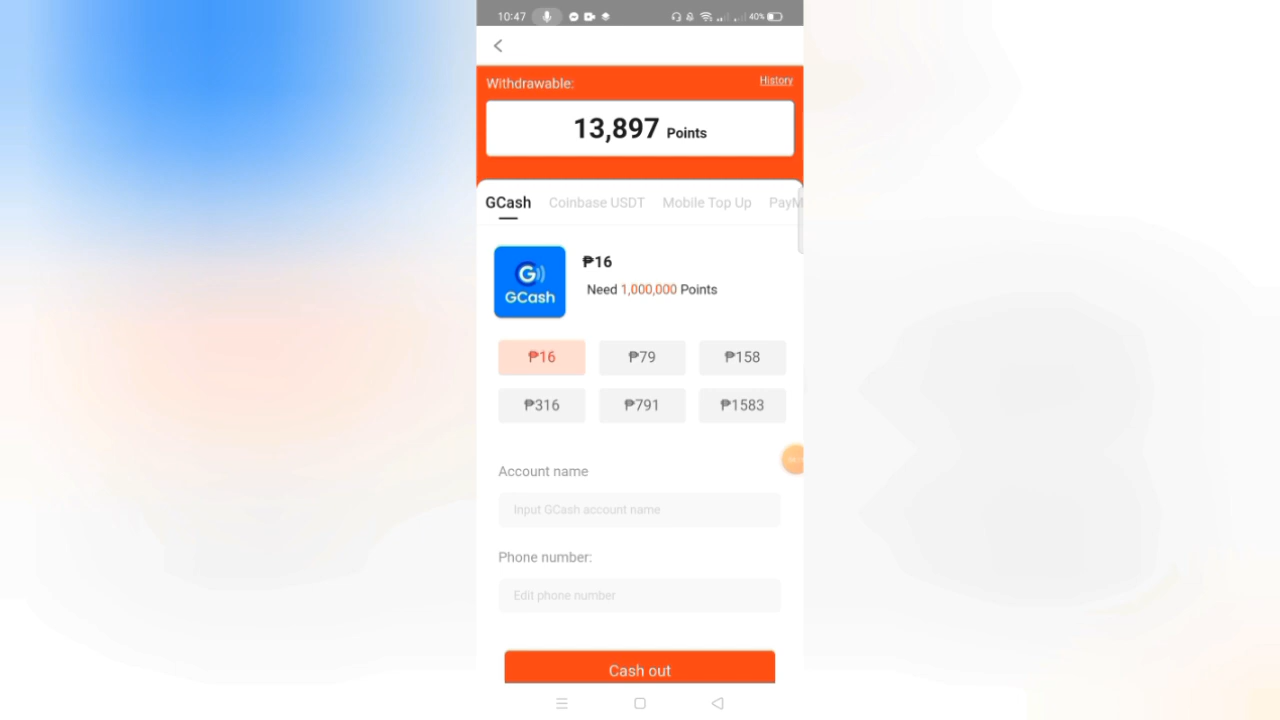 10:47
40%
Withdrawable:
History
13,897 Points
GCash
Coinbase USDT
Mobile Top Up
PayM
₱16
G
GCash
Need 1,000,000 Points
₱16
₱79
₱158
₱316
₱791
₱1583
Account name
Input GCash account name
Phone number:
Edit phone number
Cash out